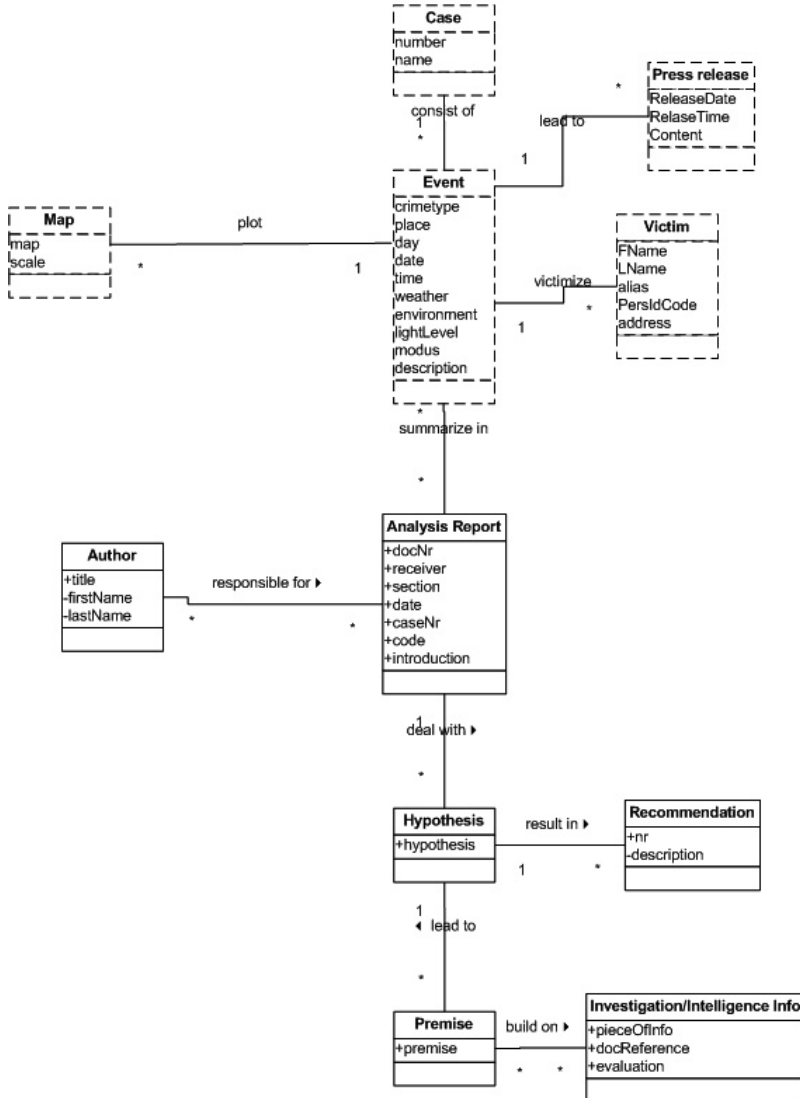 Case
number
name
consist of
1
*
Press release
ReleaseDate
RelaseTime
Content
*
lead to
1
Event
crimetype
place
day
date
time
weather
environment
lightLevel
modus
description
Map
map
scale
plot
*
1
Victim
FName
LName
alias
PersIdCode
address
victimize
1
*
*
summarize in
*
Analysis Report
+docNr
+receiver
+section
+date
+caseNr
+code
+introduction
Author
+title
-firstName
-lastName
responsible for
*
*
1
deal with
*
Hypothesis
+hypothesis
result in
1
*
Recommendation
+nr
-description
1
lead to
*
Premise
+premise
build on
*
*
Investigation/Intelligence Info
+pieceOfInfo
+docReference
+evaluation